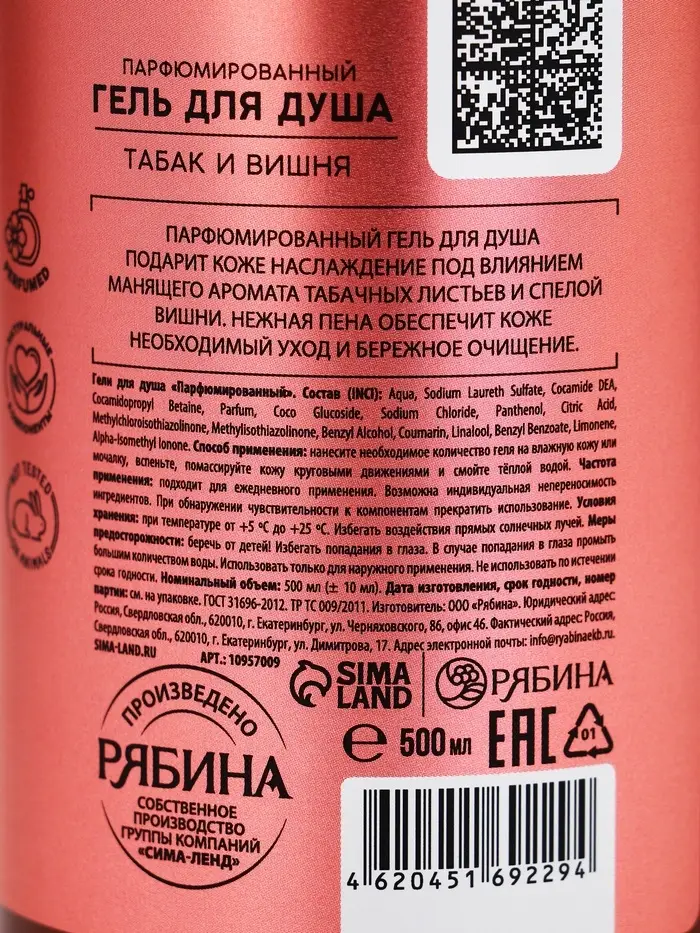 ПАРФЮМИРОВАННЫЙ
ГЕЛЬ ДЛЯ ДУША
ТАБАК И ВИШНЯ
ПАРФЮМИРОВАННЫЙ ГЕЛЬ ДЛЯ ДУША
ПОДАРИТ КОЖЕ НАСЛАЖДЕНИЕ ПОД ВЛИЯНИЕМ
МАНЯЩЕГО АРОМАТА ТАБАЧНЫХ ЛИСТЬЕВ И СПЕЛОЙ
ВИШНИ. НЕЖНАЯ ПЕНА ОБЕСПЕЧИТ КОЖЕ
НЕОБХОДИМЫЙ УХОД И БЕРЕЖНОЕ ОЧИЩЕНИЕ.
PERFUMED
NOT TESTED
ANIMALS
Гели для душа «Парфюмированный». Состав (INCI): Aqua, Sodium Laureth Sulfate, Cocamide DEA,
Cocamidopropyl Betaine, Parfum, Coco Glucoside, Sodium Chloride, Panthenol, Citric Acid,
Methylchloroisothiazolinone, Methylisothiazolinone, Benzyl Alcohol, Coumarin, Linalool, Benzyl Benzoate, Limonene,
Alpha-Isomethyl Ionone. Способ применения: нанесите необходимое количество геля на влажную кожу или
мочалку, вспеньте, помассируйте кожу круговыми движениями и смойте тёплой водой. Частота
применения: подходит для ежедневного применения. Возможна индивидуальная непереносимость
ингредиентов. При обнаружении чувствительности к компонентам прекратить использование. Условия
хранения: при температуре от +5 ºС до +25 ºС. Избегать воздействия прямых солнечных лучей. Меры
предосторожности: беречь от детей! Избегать попадания в глаза. В случае попадания в глаза промыть
большим количеством воды. Использовать только для наружного применения. Не использовать по истечении
срока годности. Номинальный объем: 500 мл (± 10 мл). Дата изготовления, срок годности, номер
партии: см. на упаковке. ГОСТ 31696-2012. ТР ТС 009/2011. Изготовитель: ООО «Рябина». Юридический адрес:
Россия, Свердловская обл., 620010, г. Екатеринбург, ул. Черняховского, 86, офис 46. Фактический адрес: Россия,
Свердловская обл., 620010, г. Екатеринбург, ул. Димитрова, 17. Адрес электронной почты: info@ryabinaekb.ru
SIMA-LAND.RU АРТ.: 10957009
SIMA
LAND
РЯБИНА
℮ 500 мл EAC 01
ПРОИЗВЕДЕНО
РЯБИНА
СОБСТВЕННОЕ
ПРОИЗВОДСТВО
ГРУППЫ КОМПАНИЙ
«СИМА-ЛЕНД»
4 620451 692294